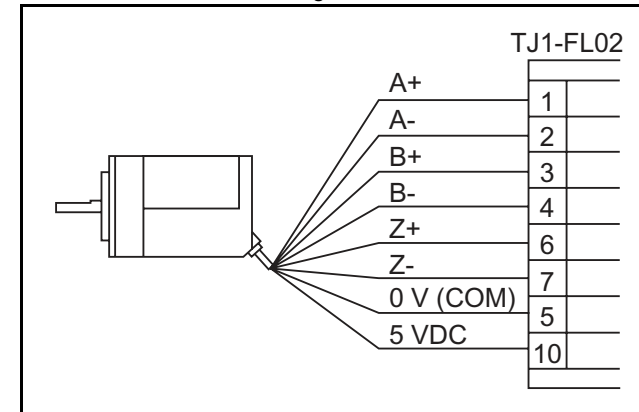 TJ1-FL02
A+ 1
A- 2
B+ 3
B- 4
Z+ 6
Z- 7
0 V (COM) 5
5 VDC 10